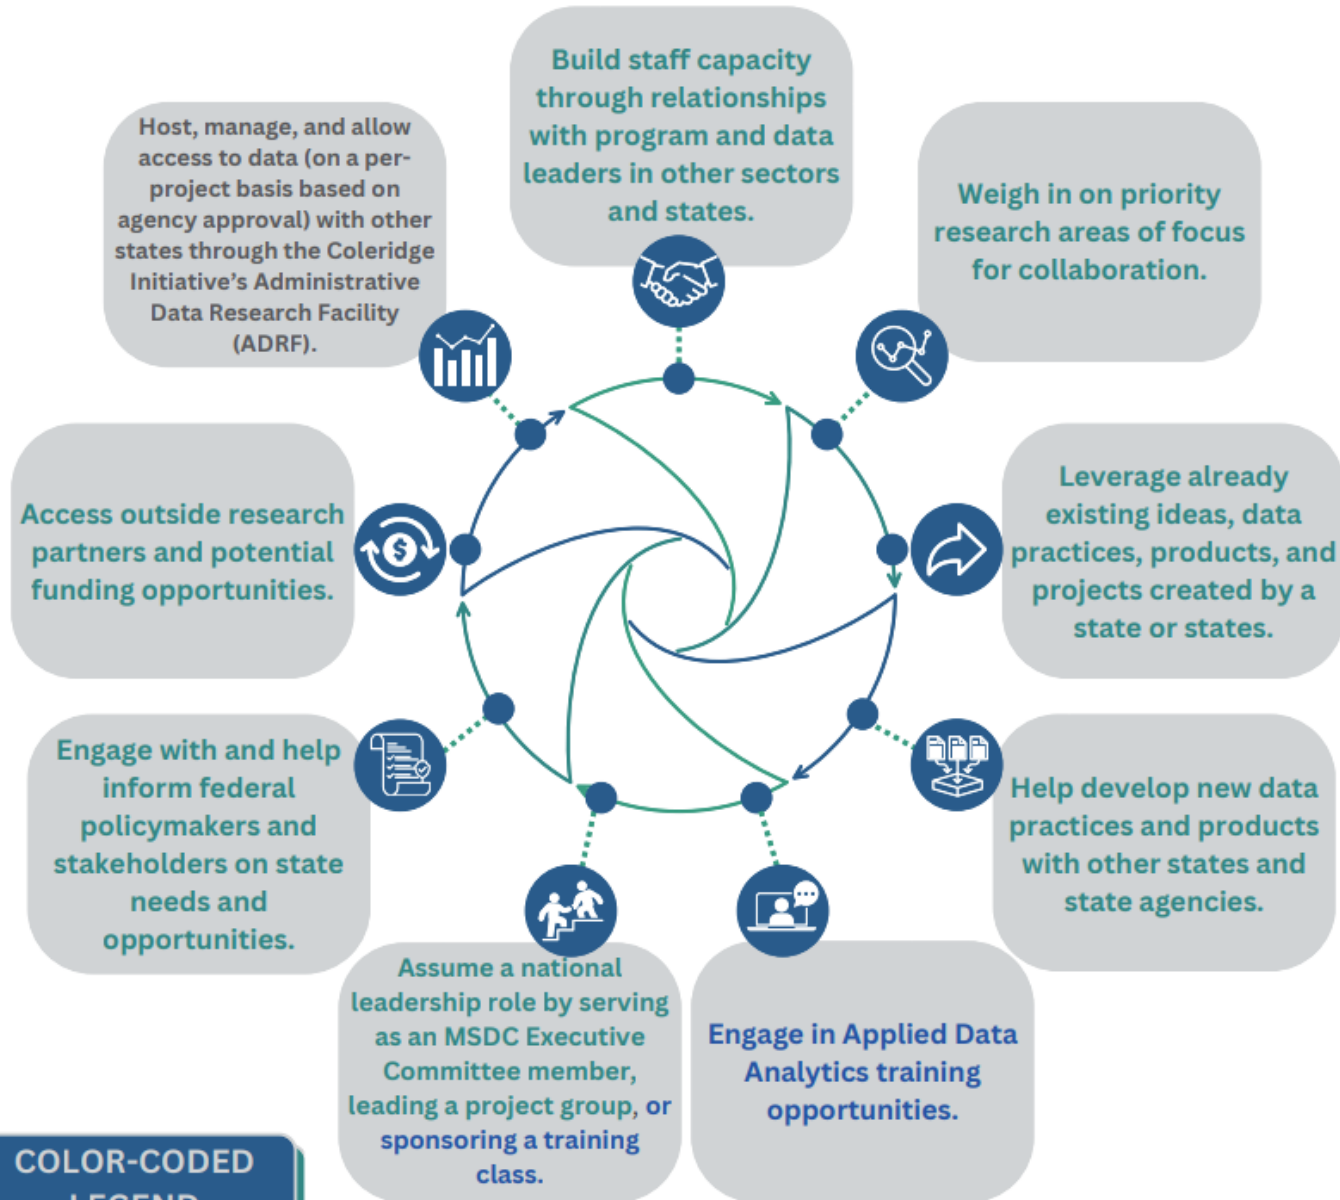 Build staff capacity
through relationships
with program and data
leaders in other sectors
and states.
Weigh in on priority
research areas of focus
for collaboration.
Leverage already
existing ideas, data
practices, products, and
projects created by a
state or states.
Help develop new data
practices and products
with other states and
state agencies.
Engage in Applied Data
Analytics training
opportunities.
Assume a national
leadership role by serving
as an MSDC Executive
Committee member,
leading a project group, or
sponsoring a training
class.
Engage with and help
inform federal
policymakers and
stakeholders on state
needs and
opportunities.
Access outside research
partners and potential
funding opportunities.
$
Host, manage, and allow
access to data (on a per-
project basis based on
agency approval) with other
states through the Coleridge
Initiative’s Administrative
Data Research Facility
(ADRF).
COLOR-CODED
LEGEND